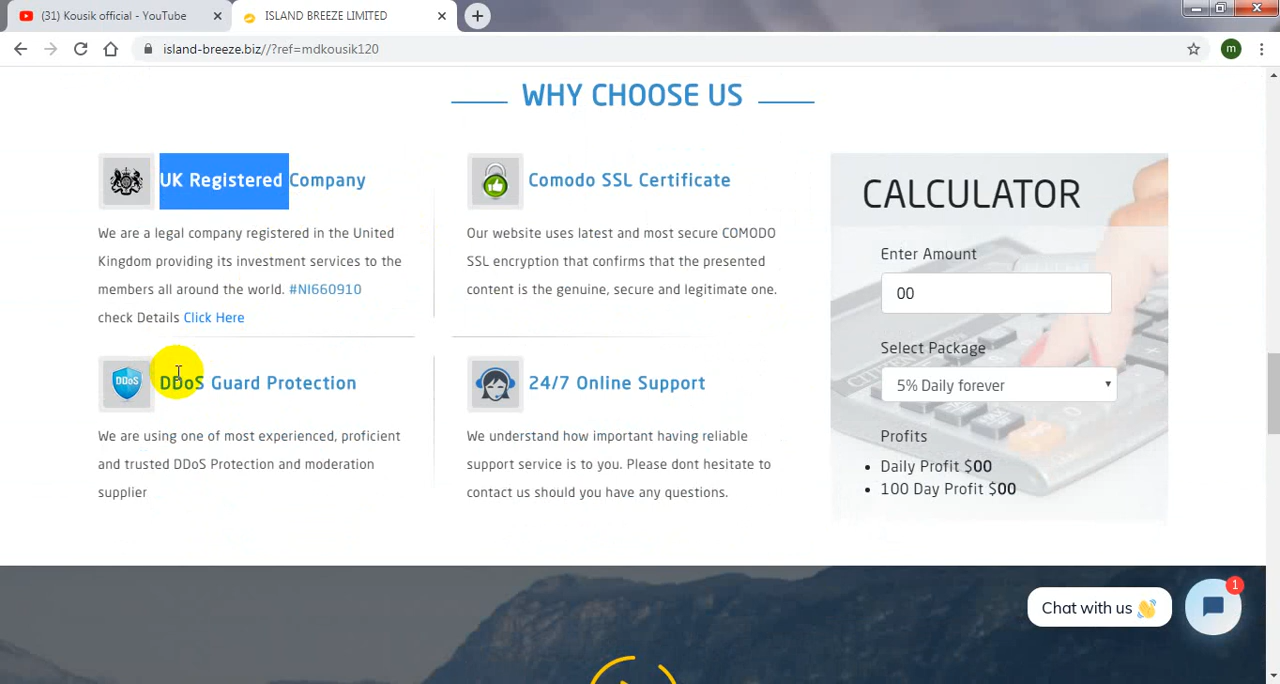 (31) Kousik official - YouTube
ISLAND BREEZE LIMITED
island-breeze.biz//?ref=mdkousik120
m
WHY CHOOSE US
UK Registered Company
We are a legal company registered in the United
Kingdom providing its investment services to the
members all around the world. #NI660910
check Details Click Here
Comodo SSL Certificate
Our website uses latest and most secure COMODO
SSL encryption that confirms that the presented
content is the genuine, secure and legitimate one.
DDoS
DDoS Guard Protection
We are using one of most experienced, proficient
and trusted DDoS Protection and moderation
supplier
24/7 Online Support
We understand how important having reliable
support service is to you. Please dont hesitate to
contact us should you have any questions.
CALCULATOR
Enter Amount
00
Select Package
5% Daily forever
Profits
Daily Profit $00
100 Day Profit $00
Chat with us 👋
1